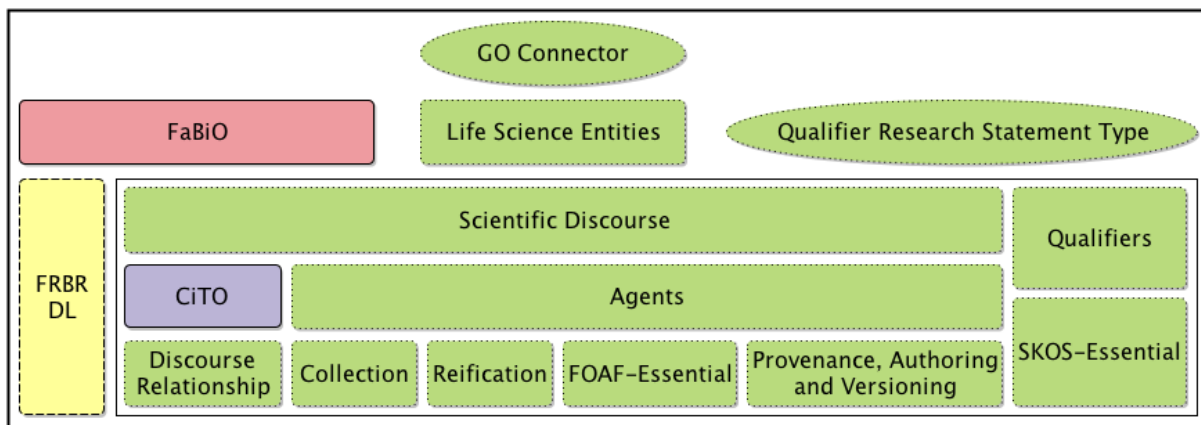 GO Connector
FaBiO
Life Science Entities
Qualifier Research Statement Type
FRBR
DL
Scientific Discourse
Qualifiers
CiTO
Agents
Discourse
Relationship
Collection
Reification
FOAF-Essential
Provenance, Authoring
and Versioning
SKOS-Essential